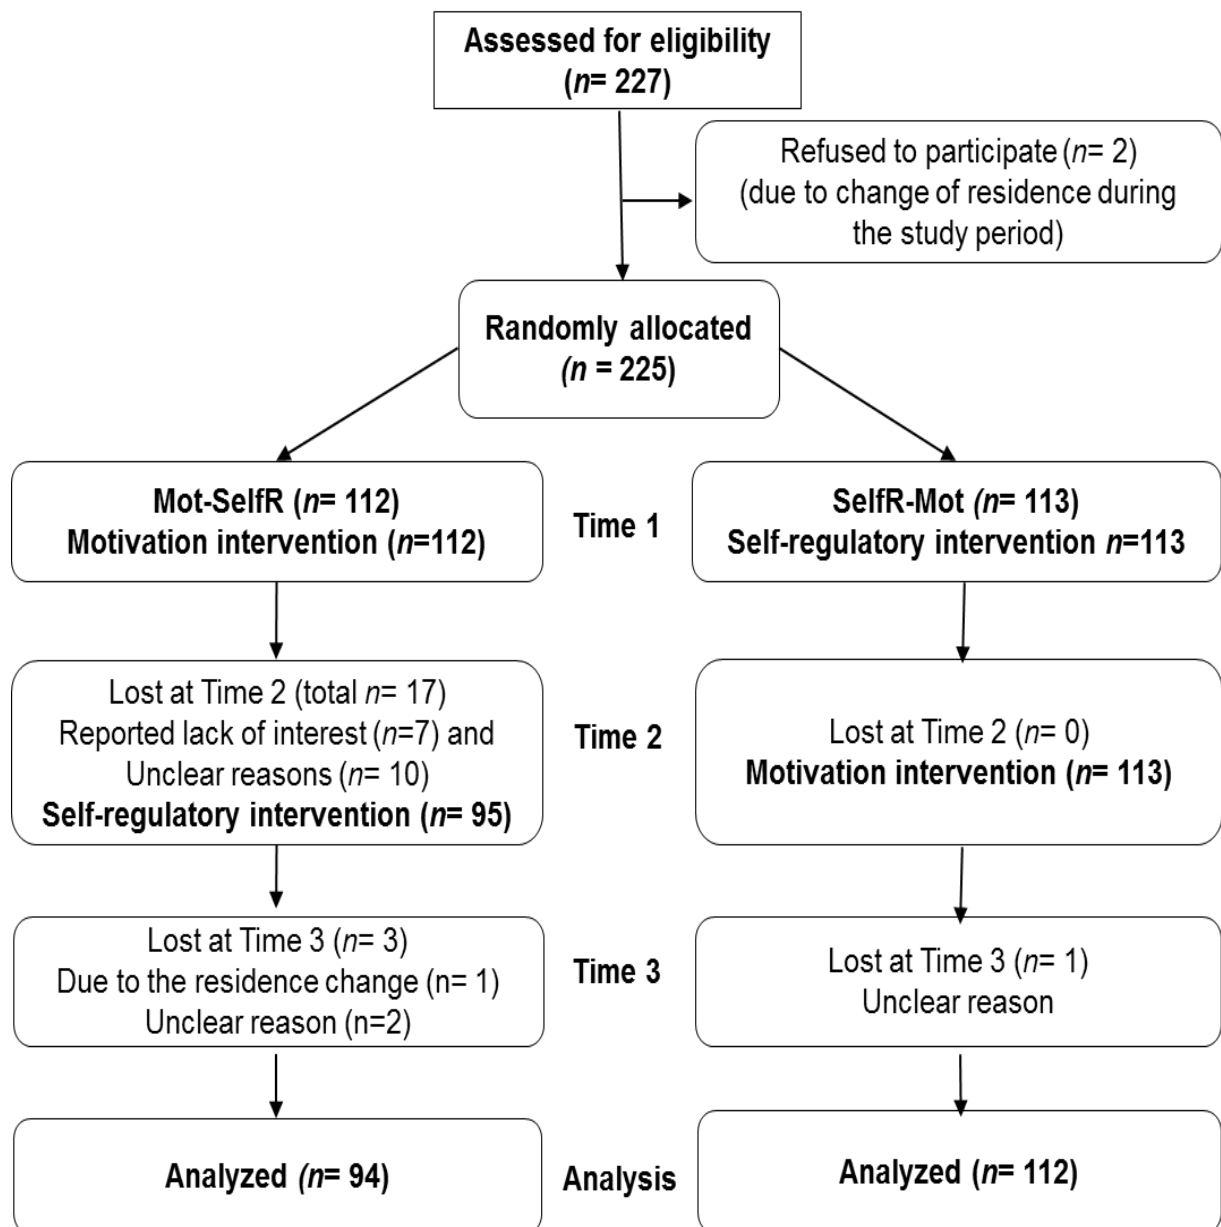 Assessed for eligibility
(n= 227)
Refused to participate (n= 2)
(due to change of residence during
the study period)
Randomly allocated
(n = 225)
Mot-SelfR (n= 112)
Motivation intervention (n=112)
Time 1
SelfR-Mot (n= 113)
Self-regulatory intervention n=113
Lost at Time 2 (total n= 17)
Reported lack of interest (n=7) and
Unclear reasons (n= 10)
Self-regulatory intervention (n= 95)
Time 2
Lost at Time 2 (n= 0)
Motivation intervention (n= 113)
Lost at Time 3 (n= 3)
Due to the residence change (n= 1)
Unclear reason (n=2)
Time 3
Lost at Time 3 (n= 1)
Unclear reason
Analyzed (n= 94)
Analysis
Analyzed (n= 112)